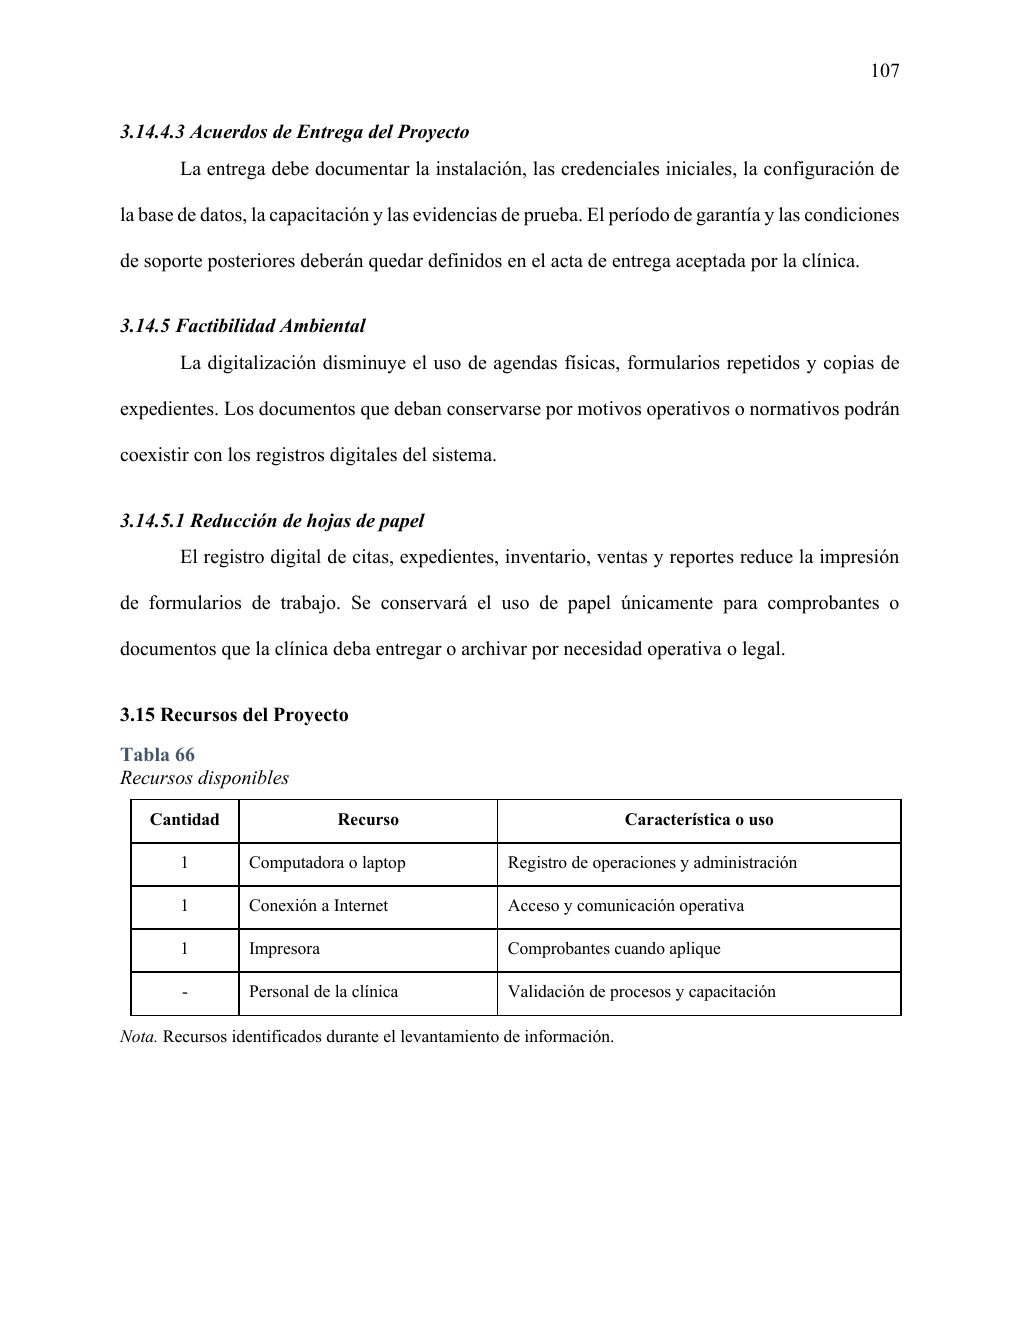 107
3.14.4.3 Acuerdos de Entrega del Proyecto
La entrega debe documentar la instalación, las credenciales iniciales, la configuración de
la base de datos, la capacitación y las evidencias de prueba. El período de garantía y las condiciones
de soporte posteriores deberán quedar definidos en el acta de entrega aceptada por la clínica.
3.14.5 Factibilidad Ambiental
La digitalización disminuye el uso de agendas físicas, formularios repetidos y copias de
expedientes. Los documentos que deban conservarse por motivos operativos o normativos podrán
coexistir con los registros digitales del sistema.
3.14.5.1 Reducción de hojas de papel
El registro digital de citas, expedientes, inventario, ventas y reportes reduce la impresión
de formularios de trabajo. Se conservará el uso de papel únicamente para comprobantes o
documentos que la clínica deba entregar o archivar por necesidad operativa o legal.
3.15 Recursos del Proyecto
Tabla 66
Recursos disponibles
Cantidad Recurso Característica o uso
1 Computadora o laptop Registro de operaciones y administración
1 Conexión a Internet Acceso y comunicación operativa
1 Impresora Comprobantes cuando aplique
- Personal de la clínica Validación de procesos y capacitación
Nota. Recursos identificados durante el levantamiento de información.